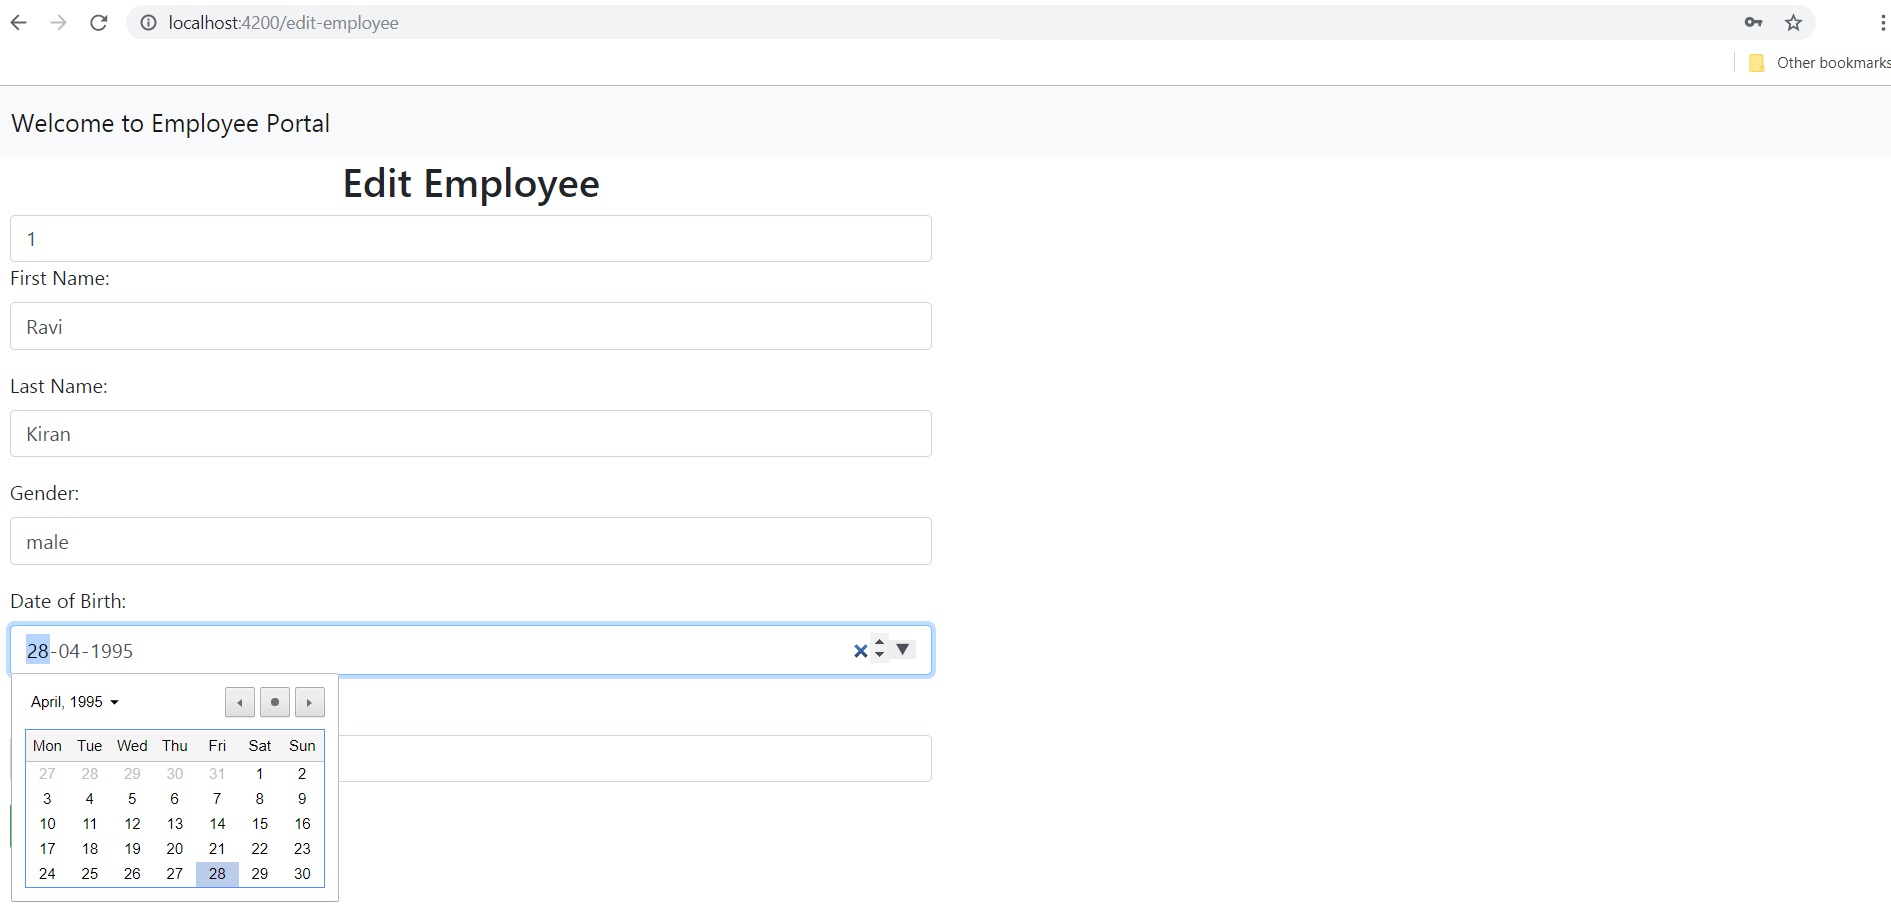 localhost:4200/edit-employee
Other bookmarks
Welcome to Employee Portal
Edit Employee
1
First Name:
Ravi
Last Name:
Kiran
Gender:
male
Date of Birth:
28-04-1995
April, 1995
Mon Tue Wed Thu Fri Sat Sun
27 28 29 30 31 1 2
3 4 5 6 7 8 9
10 11 12 13 14 15 16
17 18 19 20 21 22 23
24 25 26 27 28 29 30